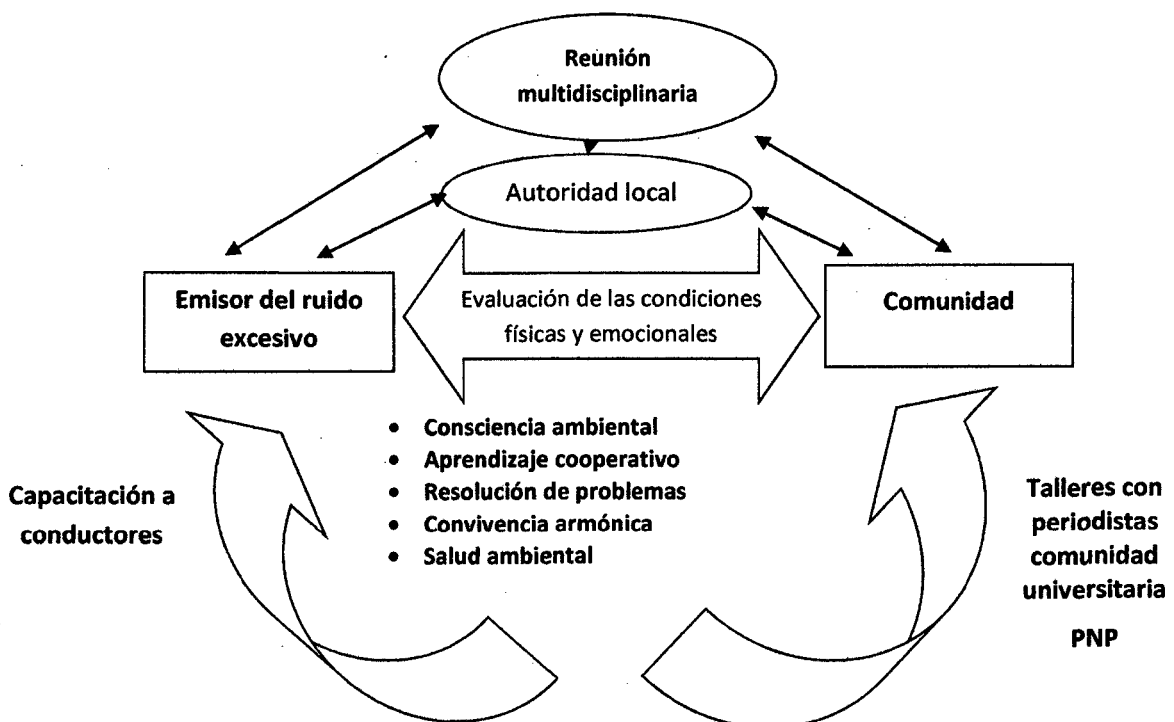 Reunión
multidisciplinaria
Autoridad local
Emisor del ruido
excesivo
Evaluación de las condiciones
físicas y emocionales
Comunidad
• Consciencia ambiental
• Aprendizaje cooperativo
• Resolución de problemas
• Convivencia armónica
• Salud ambiental
Capacitación a
conductores
Talleres con
periodistas
comunidad
universitaria
PNP